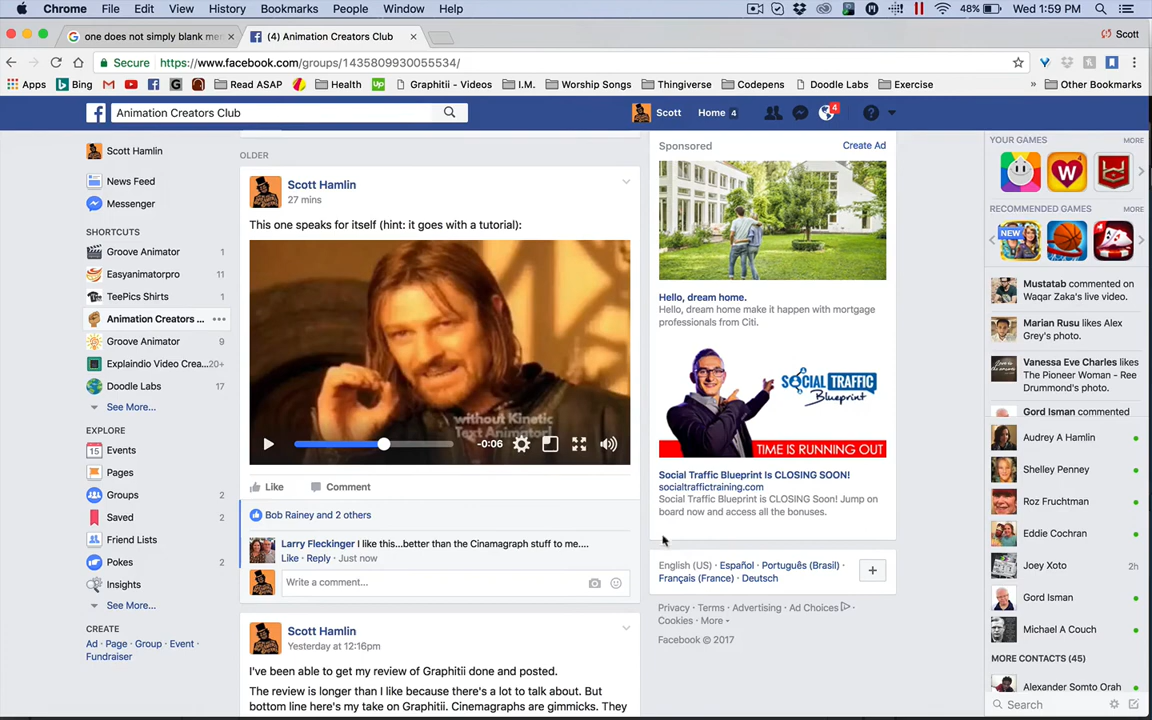 Chrome File Edit View History Bookmarks People Window Help 48% Wed 1:59 PM
one does not simply blank me × (4) Animation Creators Club × Scott
Secure https://www.facebook.com/groups/1435809930055534/
Apps Bing Read ASAP Health Up Graphitii - Videos I.M. Worship Songs Thingiverse Codepens Doodle Labs Exercise » Other Bookmarks
Animation Creators Club Scott Home 4 4
Scott Hamlin
News Feed
Messenger
SHORTCUTS
Groove Animator 1
Easyanimatorpro 11
TeePics Shirts 1
Animation Creators ...
Groove Animator 9
Explaindio Video Crea... 20+
Doodle Labs 17
See More...
EXPLORE
Events
15
Pages
Groups 2
Saved 2
Friend Lists
Pokes 2
Insights
See More...
CREATE
Ad · Page · Group · Event ·
Fundraiser
OLDER
Scott Hamlin
27 mins
This one speaks for itself (hint: it goes with a tutorial):
without Kinetic
Text Animator!
-0:06
Like Comment
Bob Rainey and 2 others
Larry Fleckinger I like this...better than the Cinamagraph stuff to me....
Like · Reply · Just now
Write a comment...
Scott Hamlin
Yesterday at 12:16pm
I've been able to get my review of Graphitii done and posted.
The review is longer than I like because there's a lot to talk about. But
bottom line here's my take on Graphitii. Cinemagraphs are gimmicks. They
Sponsored Create Ad
Hello, dream home.
Hello, dream home make it happen with mortgage
professionals from Citi.
SOCIAL
TRAFFIC
Blueprint
TIME IS RUNNING OUT
Social Traffic Blueprint Is CLOSING SOON!
socialtraffictraining.com
Social Traffic Blueprint is CLOSING Soon! Jump on
board now and access all the bonuses.
English (US) · Español · Português (Brasil) ·
Français (France) · Deutsch
+
Privacy · Terms · Advertising · Ad Choices ·
Cookies · More
Facebook © 2017
YOUR GAMES MORE
W
RECOMMENDED GAMES MORE
NEW
Mustatab commented on
Waqar Zaka's live video.
Marian Rusu likes Alex
Grey's photo.
Vanessa Eve Charles likes
The Pioneer Woman - Ree
Drummond's photo.
Gord Isman commented
Audrey A Hamlin
Shelley Penney
Roz Fruchtman
Eddie Cochran
Joey Xoto 2h
Gord Isman
Michael A Couch
MORE CONTACTS (45)
Alexander Somto Orah
Search